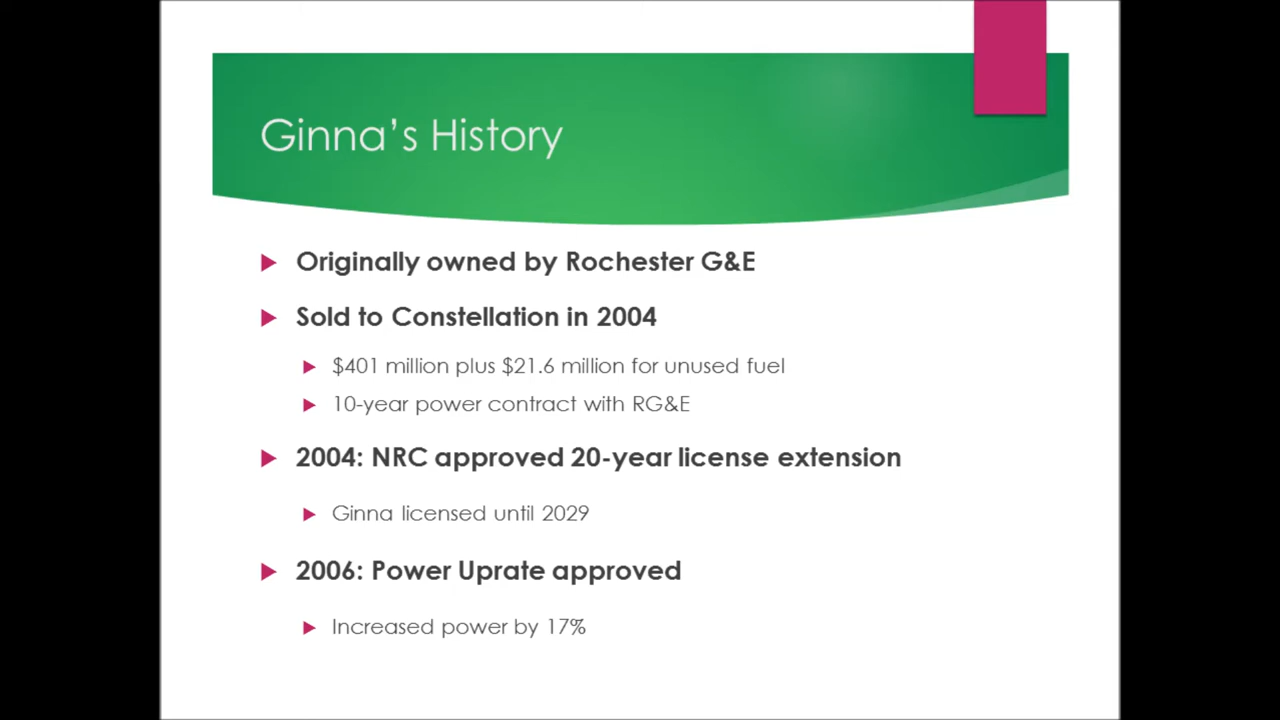 Ginna's History
Originally owned by Rochester G&E
Sold to Constellation in 2004
$401 million plus $21.6 million for unused fuel
10-year power contract with RG&E
2004: NRC approved 20-year license extension
Ginna licensed until 2029
2006: Power Uprate approved
Increased power by 17%